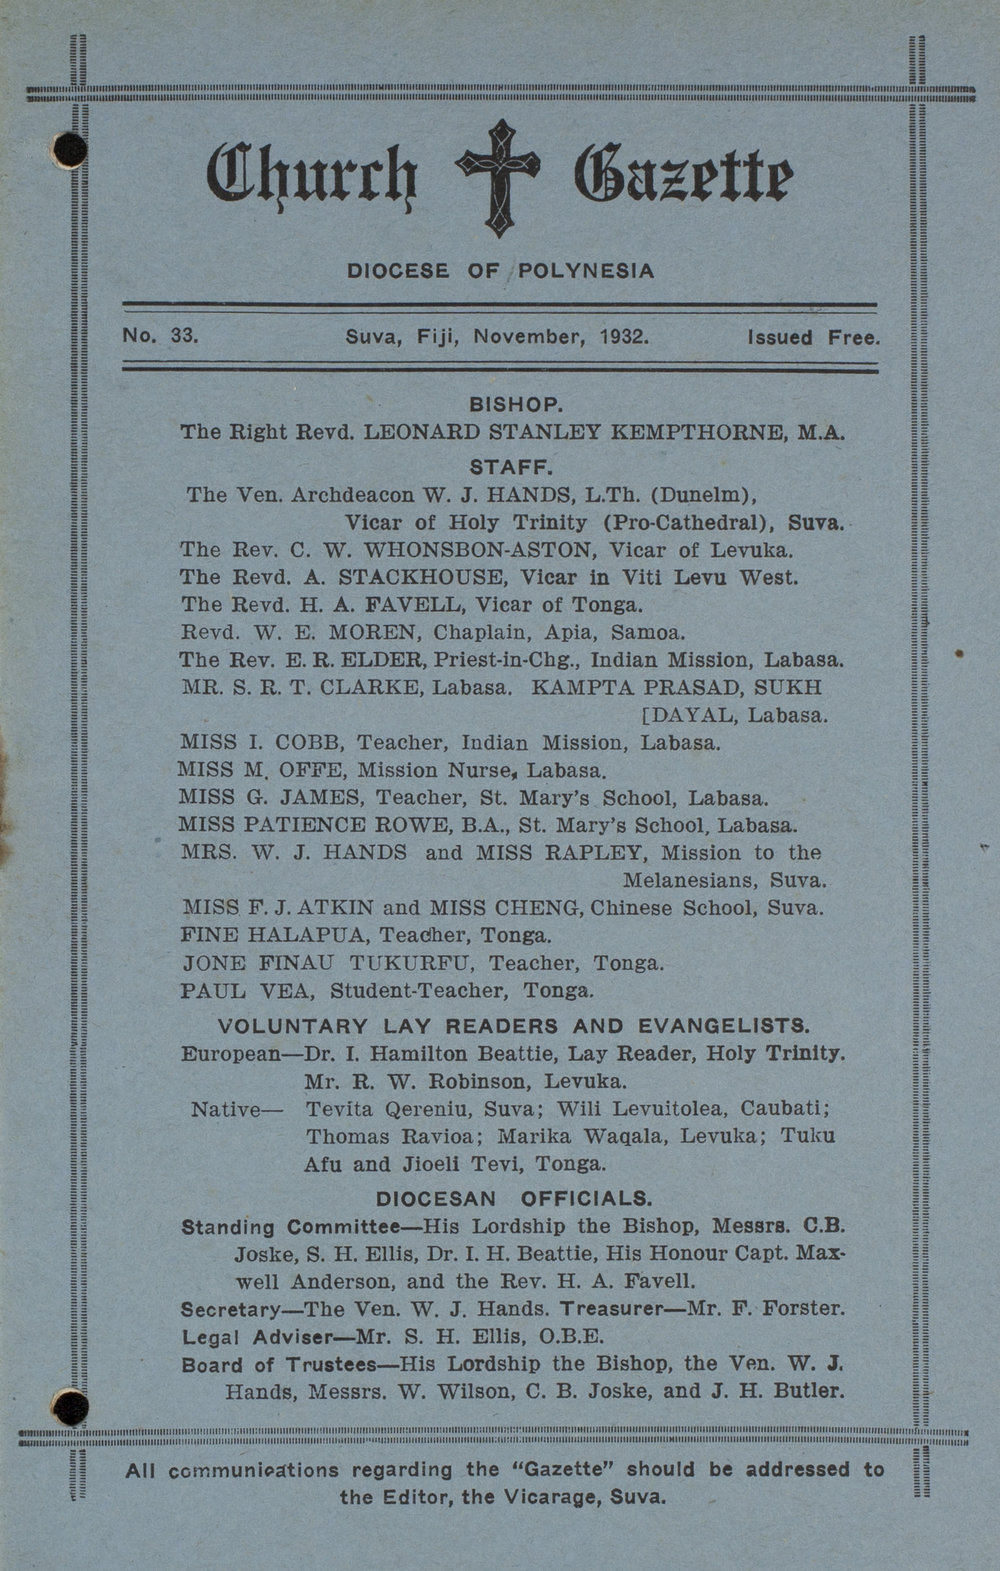 Church Gazette
DIOCESE OF POLYNESIA
No. 33. Suva, Fiji, November, 1932. Issued Free.
BISHOP.
The Right Revd. LEONARD STANLEY KEMPTHORNE, M.A.
STAFF.
The Ven. Archdeacon W. J. HANDS, L.Th. (Dunelm),
Vicar of Holy Trinity (Pro-Cathedral), Suva.
The Rev. C. W. WHONSBON-ASTON, Vicar of Levuka.
The Revd. A. STACKHOUSE, Vicar in Viti Levu West.
The Revd. H. A. FAVELL, Vicar of Tonga.
Revd. W. E. MOREN, Chaplain, Apia, Samoa.
The Rev. E. R. ELDER, Priest-in-Chg., Indian Mission, Labasa.
MR. S. R. T. CLARKE, Labasa. KAMPTA PRASAD, SUKH
[DAYAL, Labasa.
MISS I. COBB, Teacher, Indian Mission, Labasa.
MISS M. OFFE, Mission Nurse, Labasa.
MISS G. JAMES, Teacher, St. Mary's School, Labasa.
MISS PATIENCE ROWE, B.A., St. Mary's School, Labasa.
MRS. W. J. HANDS and MISS RAPLEY, Mission to the
Melanesians, Suva.
MISS F. J. ATKIN and MISS CHENG, Chinese School, Suva.
FINE HALAPUA, Teacher, Tonga.
JONE FINAU TUKURFU, Teacher, Tonga.
PAUL VEA, Student-Teacher, Tonga.
VOLUNTARY LAY READERS AND EVANGELISTS.
European—Dr. I. Hamilton Beattie, Lay Reader, Holy Trinity.
Mr. R. W. Robinson, Levuka.
Native— Tevita Qereniu, Suva; Wili Levuitolea, Caubati;
Thomas Ravioa; Marika Waqala, Levuka; Tuku
Afu and Jioeli Tevi, Tonga.
DIOCESAN OFFICIALS.
Standing Committee—His Lordship the Bishop, Messrs. C.B.
Joske, S. H. Ellis, Dr. I. H. Beattie, His Honour Capt. Max-
well Anderson, and the Rev. H. A. Favell.
Secretary—The Ven. W. J. Hands. Treasurer—Mr. F. Forster.
Legal Adviser—Mr. S. H. Ellis, O.B.E.
Board of Trustees—His Lordship the Bishop, the Ven. W. J.
Hands, Messrs. W. Wilson, C. B. Joske, and J. H. Butler.
All communications regarding the "Gazette" should be addressed to
the Editor, the Vicarage, Suva.